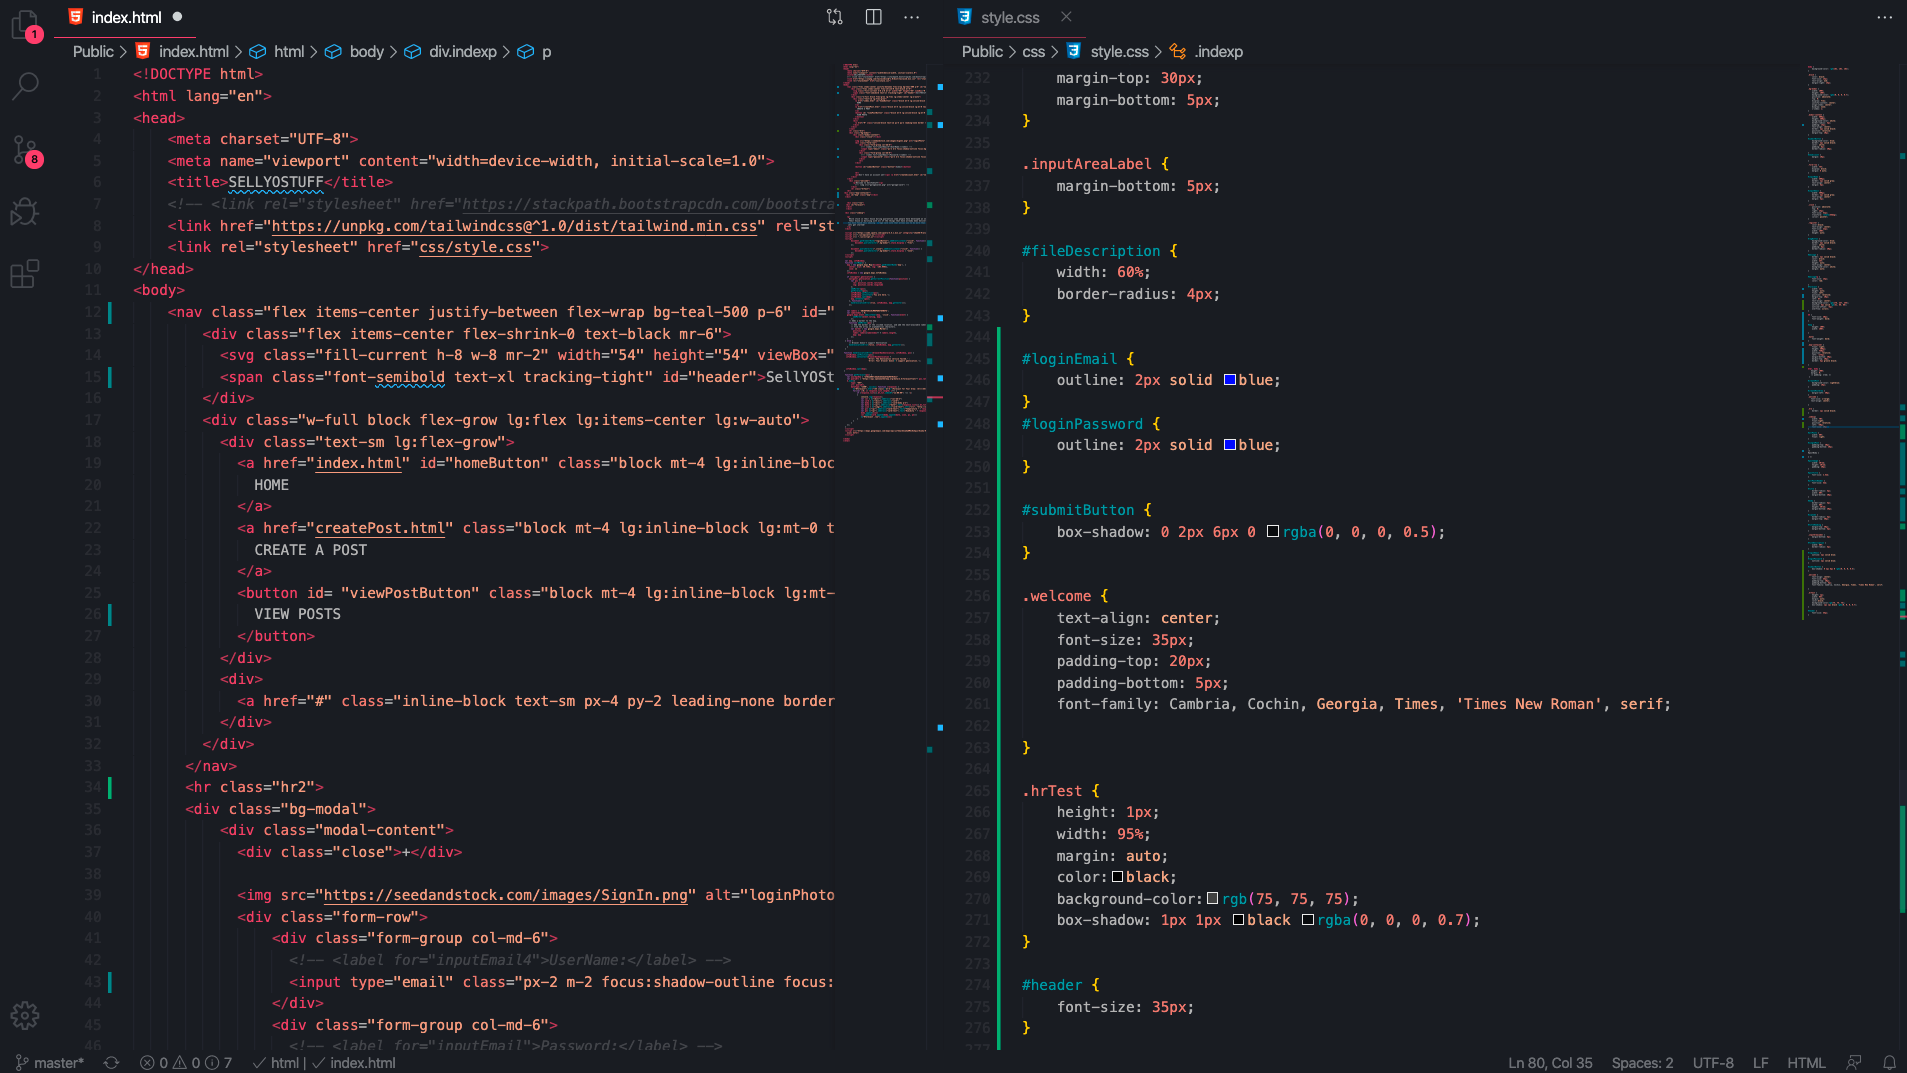 index.html
Public > index.html > html > body > div.indexp > p
1
8
1 <!DOCTYPE html>
2 <html lang="en">
3 <head>
4 <meta charset="UTF-8">
5 <meta name="viewport" content="width=device-width, initial-scale=1.0">
6 <title>SELLYOSTUFF</title>
7 <!-- <link rel="stylesheet" href="https://stackpath.bootstrapcdn.com/bootstra
8 <link href="https://unpkg.com/tailwindcss@^1.0/dist/tailwind.min.css" rel="st
9 <link rel="stylesheet" href="css/style.css">
10 </head>
11 <body>
12 <nav class="flex items-center justify-between flex-wrap bg-teal-500 p-6" id="
13 <div class="flex items-center flex-shrink-0 text-black mr-6">
14 <svg class="fill-current h-8 w-8 mr-2" width="54" height="54" viewBox="
15 <span class="font-semibold text-xl tracking-tight" id="header">SellYOSt
16 </div>
17 <div class="w-full block flex-grow lg:flex lg:items-center lg:w-auto">
18 <div class="text-sm lg:flex-grow">
19 <a href="index.html" id="homeButton" class="block mt-4 lg:inline-bloc
20 HOME
21 </a>
22 <a href="createPost.html" class="block mt-4 lg:inline-block lg:mt-0 t
23 CREATE A POST
24 </a>
25 <button id= "viewPostButton" class="block mt-4 lg:inline-block lg:mt-
26 VIEW POSTS
27 </button>
28 </div>
29 <div>
30 <a href="#" class="inline-block text-sm px-4 py-2 leading-none border
31 </div>
32 </div>
33 </nav>
34 <hr class="hr2">
35 <div class="bg-modal">
36 <div class="modal-content">
37 <div class="close">+</div>
38
39 <img src="https://seedandstock.com/images/SignIn.png" alt="loginPhoto
40 <div class="form-row">
41 <div class="form-group col-md-6">
42 <!-- <label for="inputEmail4">UserName:</label> -->
43 <input type="email" class="px-2 m-2 focus:shadow-outline focus:
44 </div>
45 <div class="form-group col-md-6">
46 <!-- <label for="inputEmail">Password:</label> -->
style.css
Public > css > style.css > .indexp
232 margin-top: 30px;
233 margin-bottom: 5px;
234 }
235
236 .inputAreaLabel {
237 margin-bottom: 5px;
238 }
239
240 #fileDescription {
241 width: 60%;
242 border-radius: 4px;
243 }
244
245 #loginEmail {
246 outline: 2px solid blue;
247 }
248 #loginPassword {
249 outline: 2px solid blue;
250 }
251
252 #submitButton {
253 box-shadow: 0 2px 6px 0 rgba(0, 0, 0, 0.5);
254 }
255
256 .welcome {
257 text-align: center;
258 font-size: 35px;
259 padding-top: 20px;
260 padding-bottom: 5px;
261 font-family: Cambria, Cochin, Georgia, Times, 'Times New Roman', serif;
262
263 }
264
265 .hrTest {
266 height: 1px;
267 width: 95%;
268 margin: auto;
269 color: black;
270 background-color: rgb(75, 75, 75);
271 box-shadow: 1px 1px black rgba(0, 0, 0, 0.7);
272 }
273
274 #header {
275 font-size: 35px;
276 }
277
master* 0 0 7 html | index.html
Ln 80, Col 35 Spaces: 2 UTF-8 LF HTML